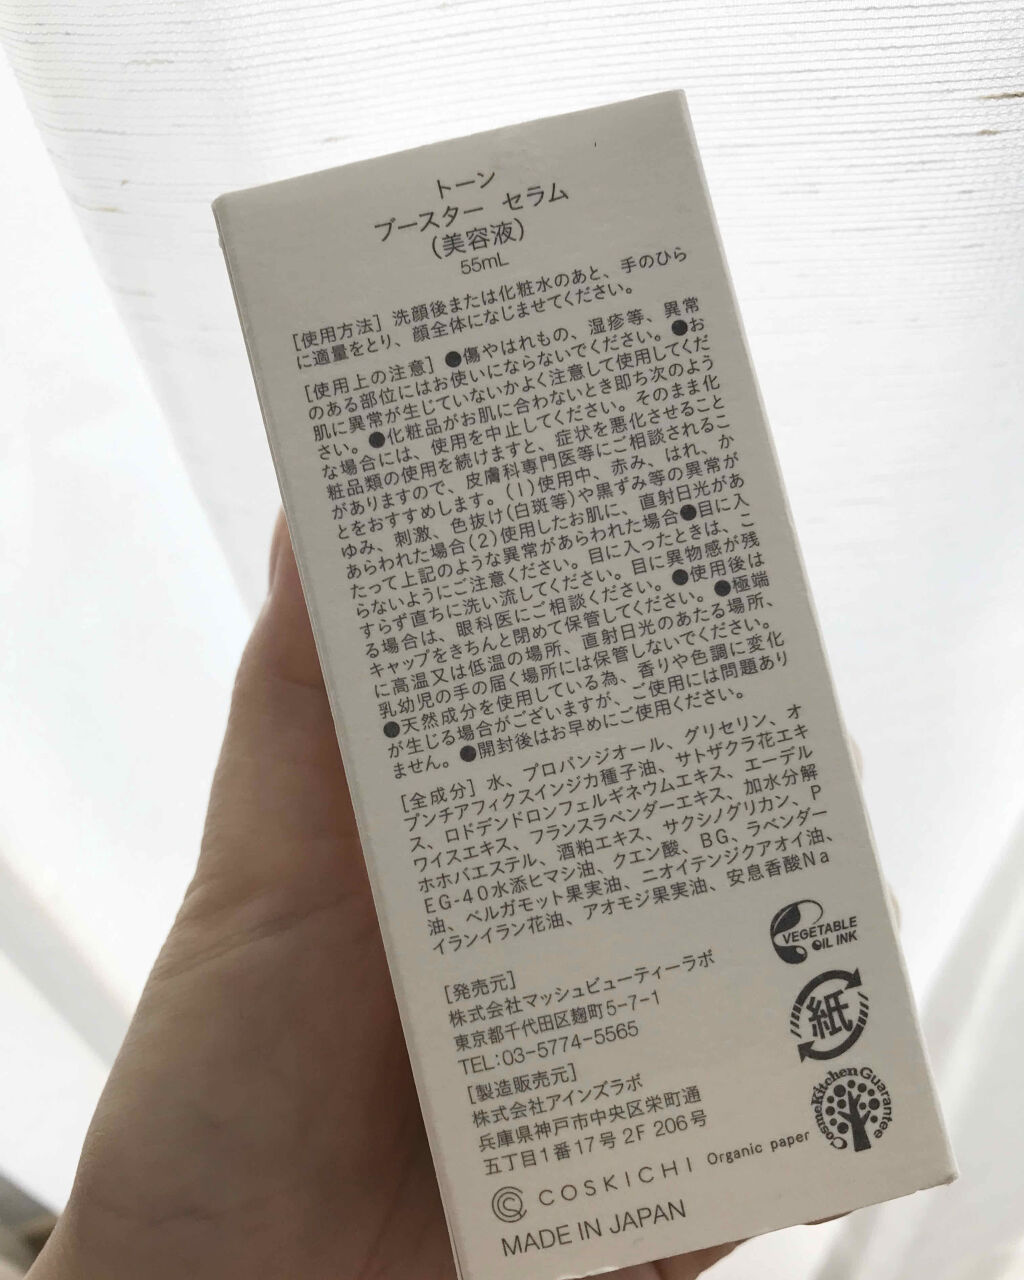 トーン
ブースター セラム
(美容液)
55mL
[使用方法] 洗顔後または化粧水のあと、手のひら
に適量をとり、顔全体になじませてください。
[使用上の注意] ●傷やはれもの、湿疹等、異常
のある部位にはお使いにならないでください。●お
肌に異常が生じていないかよく注意して使用してくだ
さい。●化粧品がお肌に合わないとき即ち次のよう
な場合には、使用を中止してください。そのまま化
粧品類の使用を続けますと、症状を悪化させること
がありますので、皮膚科専門医等にご相談されるこ
とをおすすめします。(1)使用中、赤み、はれ、か
ゆみ、刺激、色抜け(白斑等)や黒ずみ等の異常が
あらわれた場合(2)使用したお肌に、直射日光があ
たって上記のような異常があらわれた場合●目に入
らないようにご注意ください。目に入ったときは、こ
すらず直ちに洗い流してください。目に異物感が残
る場合は、眼科医にご相談ください。●使用後は
キャップをきちんと閉めて保管してください。●極端
に高温又は低温の場所、直射日光のあたる場所、
乳幼児の手の届く場所には保管しないでください。
●天然成分を使用している為、香りや色調に変化
が生じる場合がございますが、ご使用には問題あり
ません。●開封後はお早めにご使用ください。
[全成分] 水、プロパンジオール、グリセリン、オ
プンチアフィクスインジカ種子油、サトザクラ花エキ
ス、ロドデンドロンフェルギネウムエキス、エーデル
ワイスエキス、フランスラベンダーエキス、加水分解
ホホバエステル、酒粕エキス、サクシノグリカン、P
EG-40水添ヒマシ油、クエン酸、BG、ラベンダー
油、ベルガモット果実油、ニオイテンジクアオイ油、
イランイラン花油、アオモジ果実油、安息香酸Na
VEGETABLE
OIL INK
[発売元]
株式会社マッシュビューティーラボ
東京都千代田区麹町5-7-1
TEL:03-5774-5565
紙
[製造販売元]
株式会社アインズラボ
兵庫県神戸市中央区栄町通
五丁目1番17号 2F 206号
CosmeKitchen Guarantee
COSKICHI Organic paper
MADE IN JAPAN